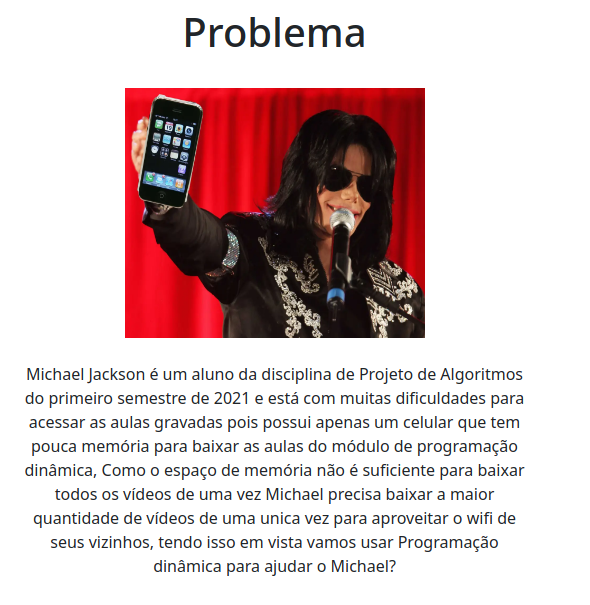 Problema
Michael Jackson é um aluno da disciplina de Projeto de Algoritmos
do primeiro semestre de 2021 e está com muitas dificuldades para
acessar as aulas gravadas pois possui apenas um celular que tem
pouca memória para baixar as aulas do módulo de programação
dinâmica, Como o espaço de memória não é suficiente para baixar
todos os vídeos de uma vez Michael precisa baixar a maior
quantidade de vídeos de uma unica vez para aproveitar o wifi de
seus vizinhos, tendo isso em vista vamos usar Programação
dinâmica para ajudar o Michael?